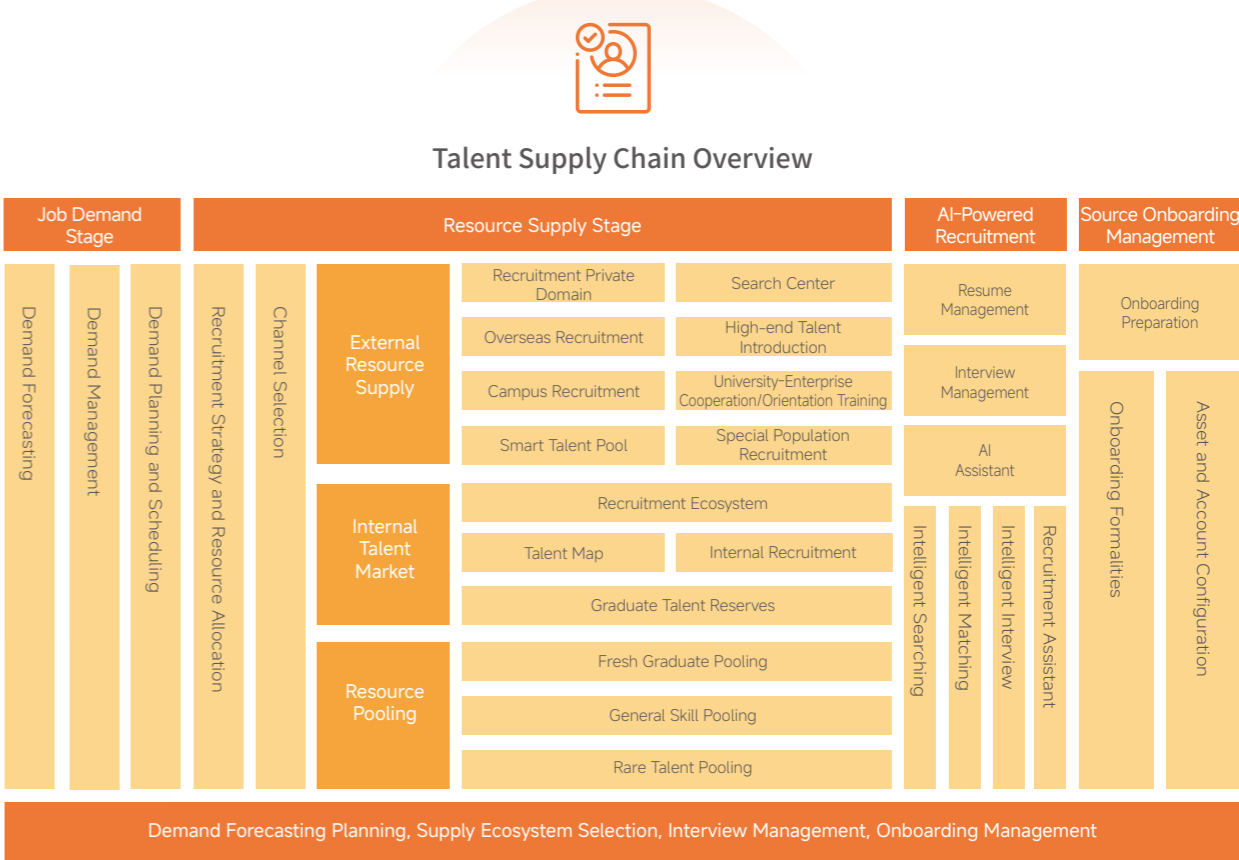 Talent Supply Chain Overview
Job Demand
Stage
Resource Supply Stage
AI-Powered
Recruitment
Source Onboarding
Management
Demand Forecasting
Demand Management
Demand Planning and Scheduling
Recruitment Strategy and Resource Allocation
Channel Selection
External
Resource
Supply
Recruitment Private
Domain
Search Center
Overseas Recruitment
High-end Talent
Introduction
Campus Recruitment
University-Enterprise
Cooperation/Orientation Training
Smart Talent Pool
Special Population
Recruitment
Internal
Talent
Market
Recruitment Ecosystem
Talent Map
Internal Recruitment
Graduate Talent Reserves
Resource
Pooling
Fresh Graduate Pooling
General Skill Pooling
Rare Talent Pooling
Resume
Management
Interview
Management
AI
Assistant
Intelligent Searching
Intelligent Matching
Intelligent Interview
Recruitment Assistant
Onboarding
Preparation
Onboarding Formalities
Asset and Account Configuration
Demand Forecasting Planning, Supply Ecosystem Selection, Interview Management, Onboarding Management